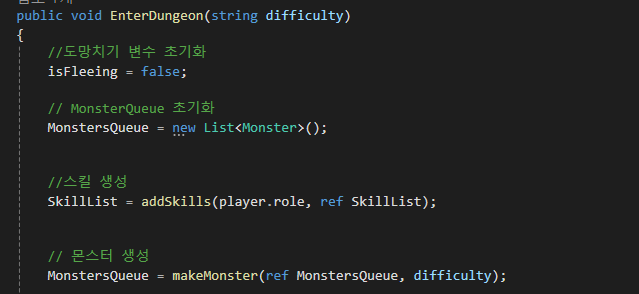 public void EnterDungeon(string difficulty)
{
//도망치기 변수 초기화
isFleeing = false;
// MonsterQueue 초기화
MonstersQueue = new List<Monster>();
//스킬 생성
SkillList = addSkills(player.role, ref SkillList);
// 몬스터 생성
MonstersQueue = makeMonster(ref MonstersQueue, difficulty);